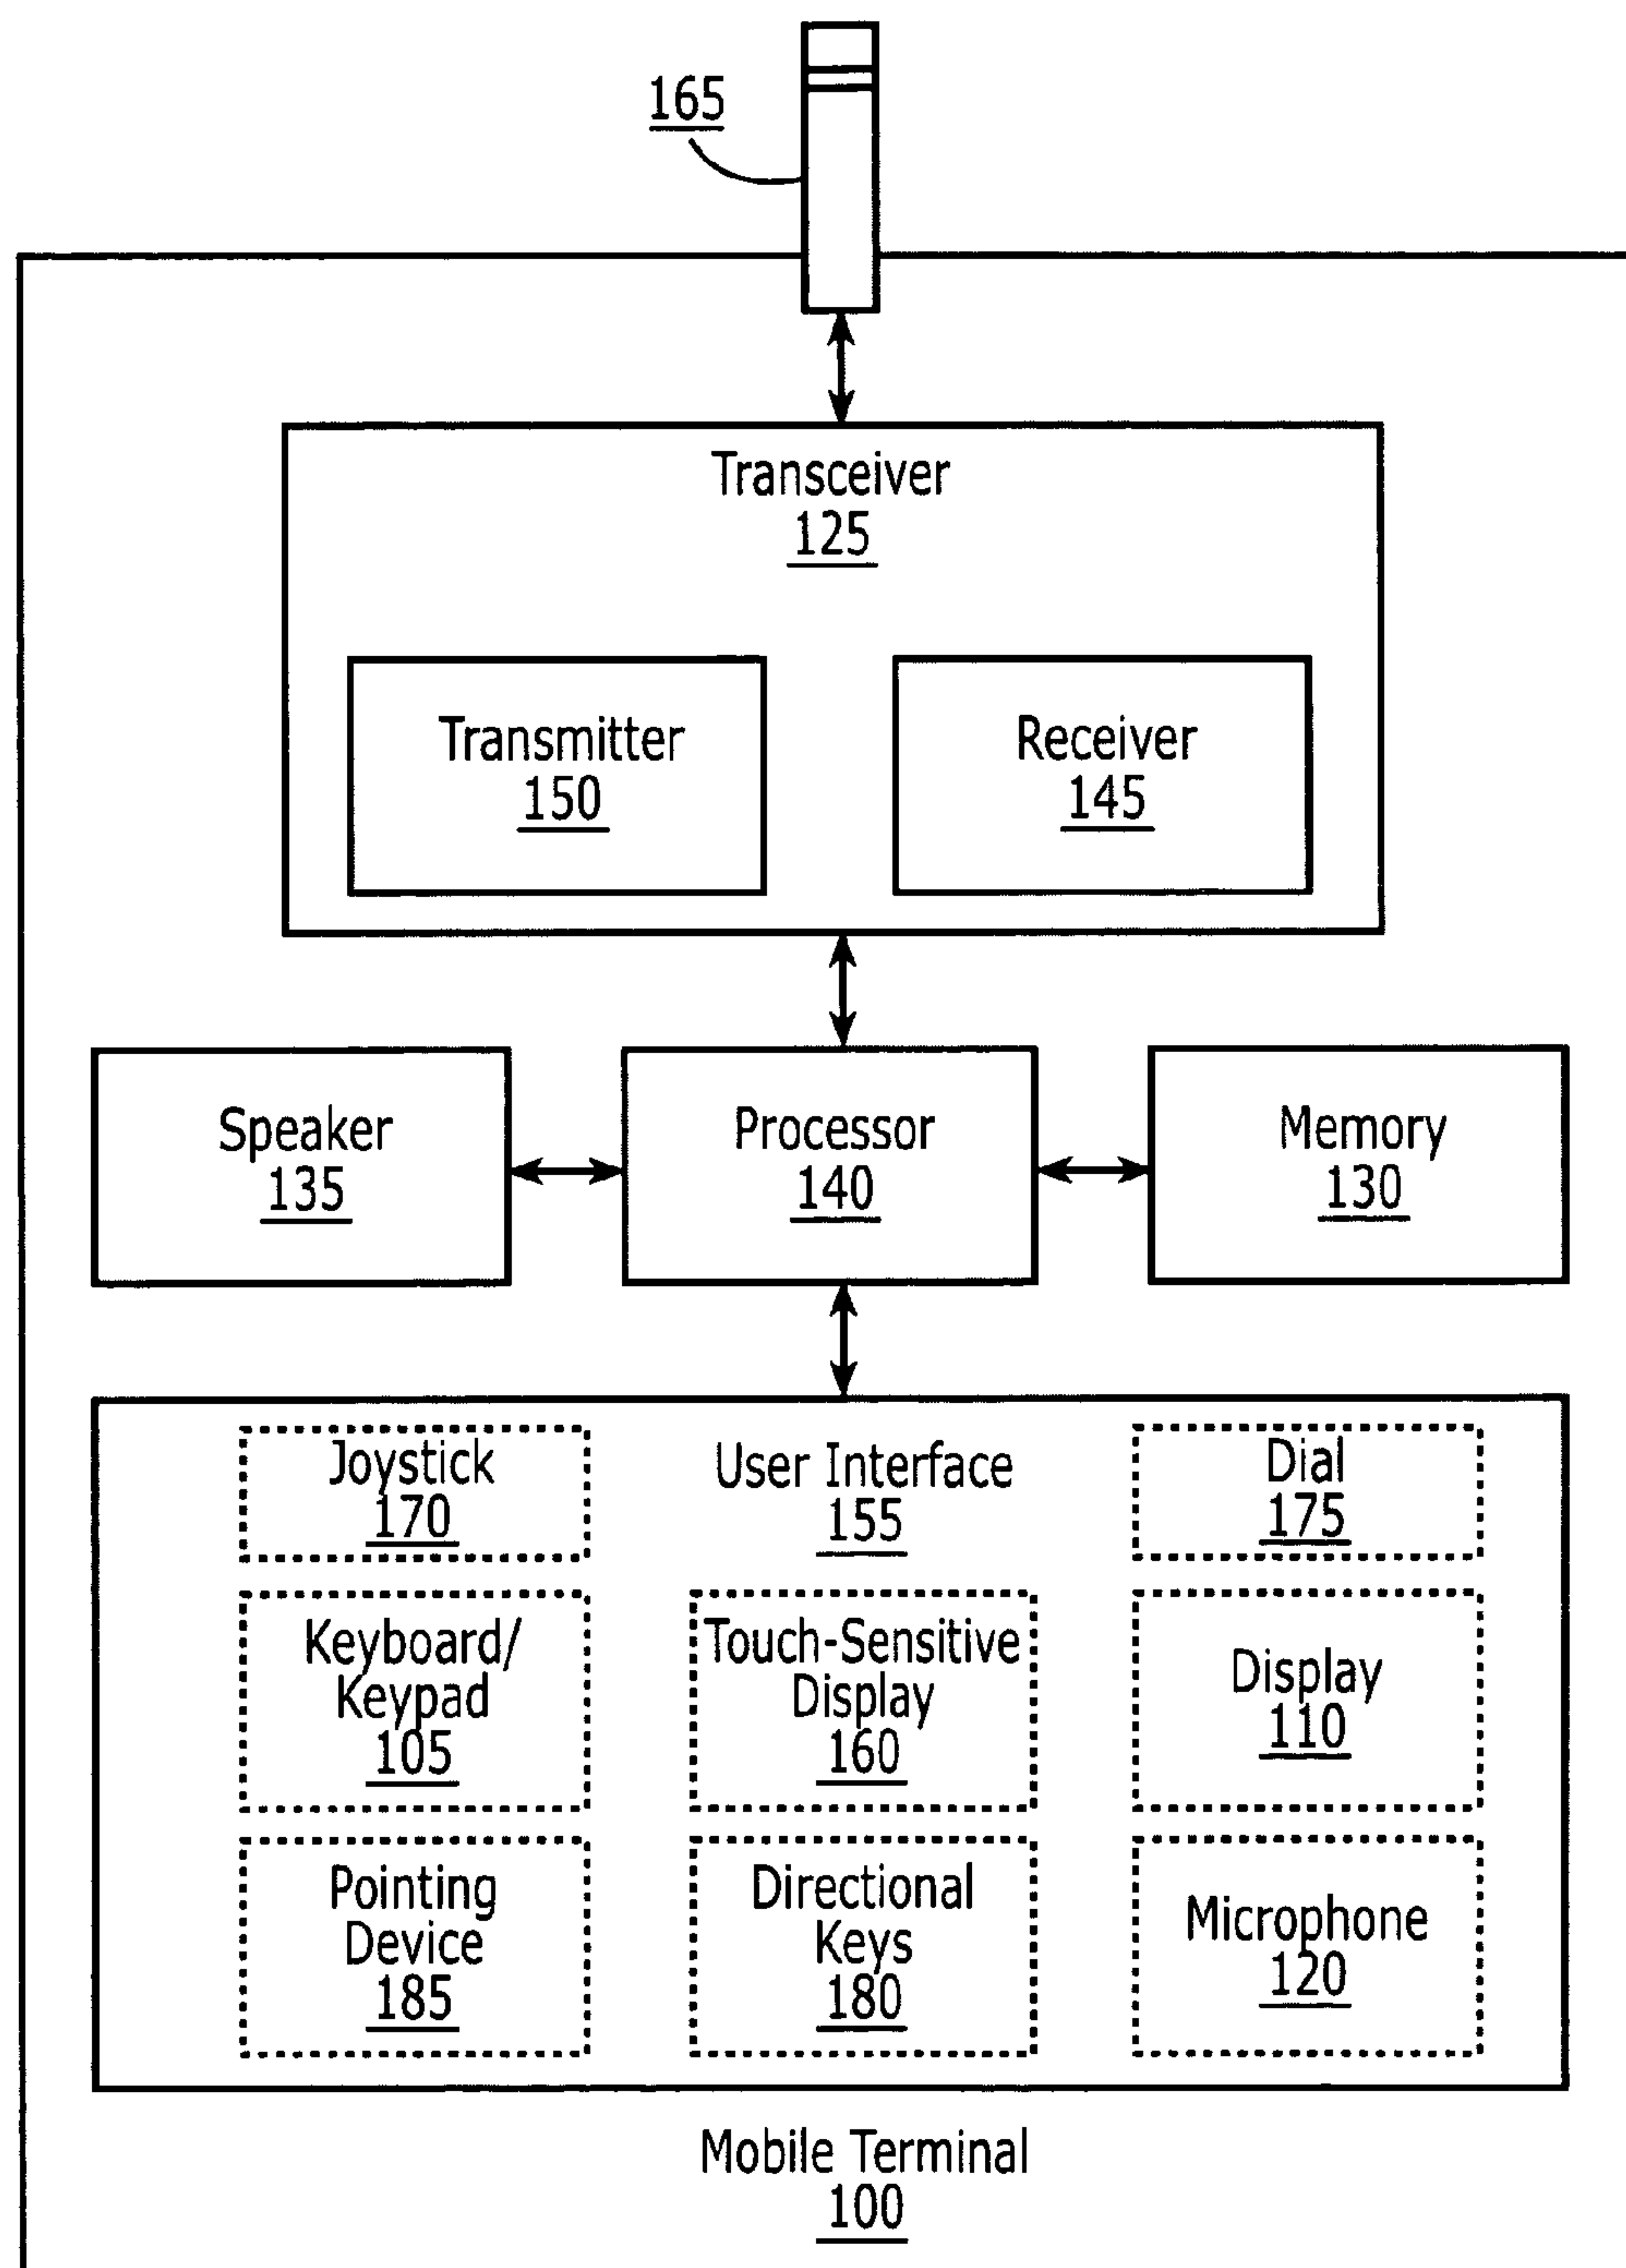 165
Transceiver
125
Transmitter
150
Receiver
145
Speaker
135
Processor
140
Memory
130
Joystick
170
User Interface
155
Dial
175
Keyboard/
Keypad
105
Touch-Sensitive
Display
160
Display
110
Pointing
Device
185
Directional
Keys
180
Microphone
120
Mobile Terminal
100